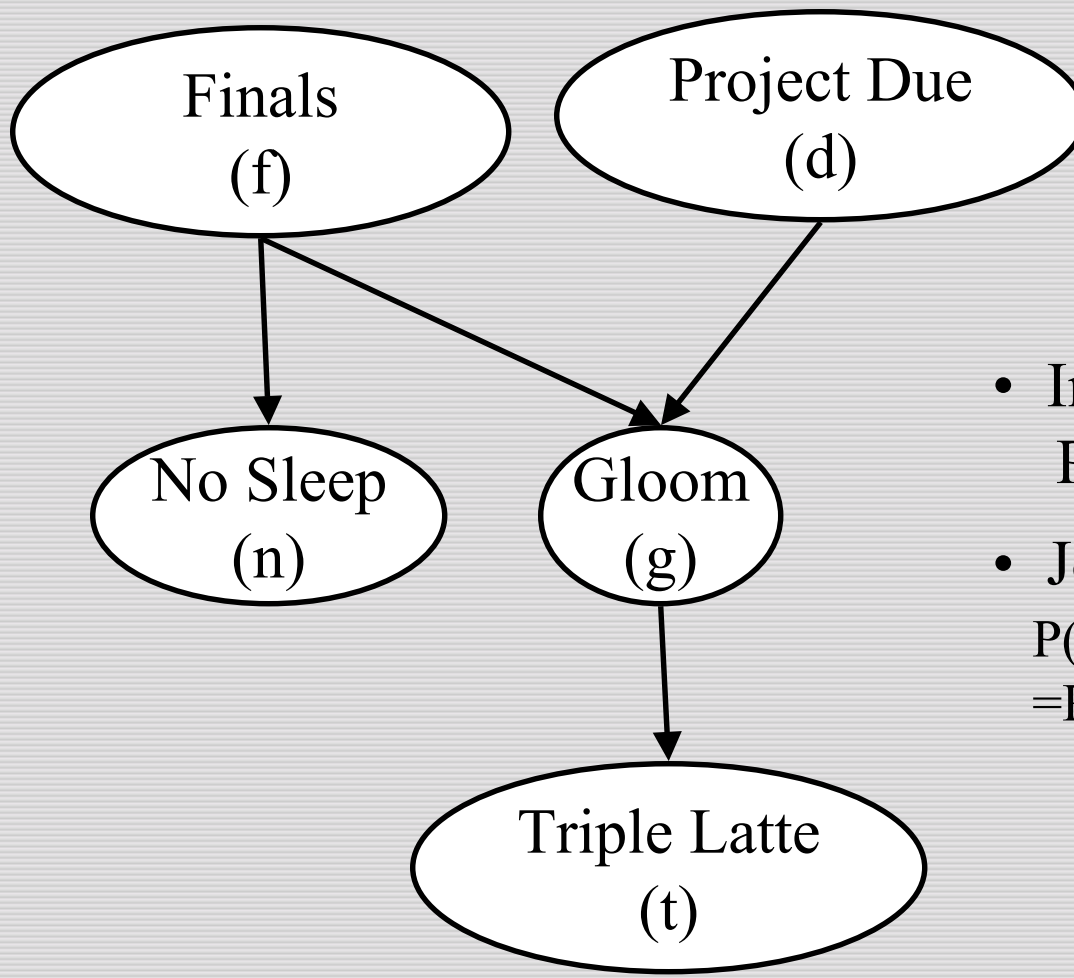 Finals
(f)
Project Due
(d)
No Sleep
(n)
Gloom
(g)
•
•
P(
=
Triple Latte
(t)